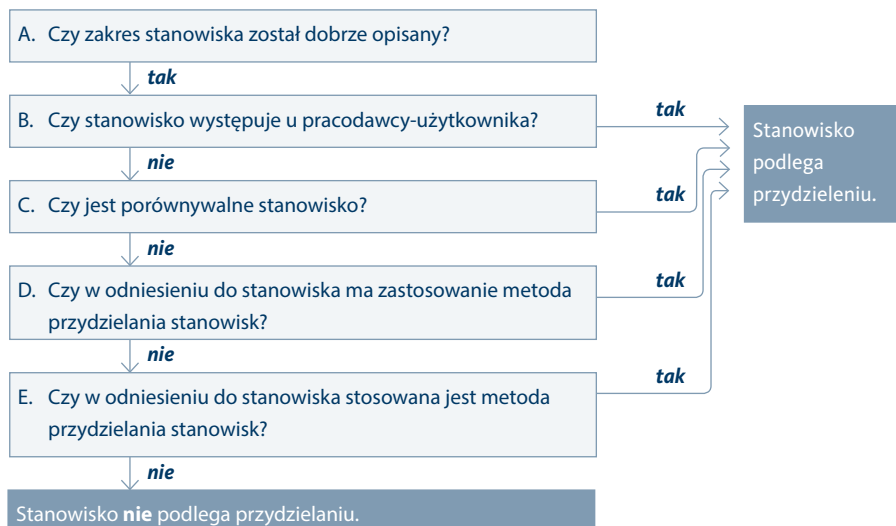 A. Czy zakres stanowiska został dobrze opisany?
tak
B. Czy stanowisko występuje u pracodawcy-użytkownika?
tak
Stanowisko
podlega
przydzieleniu.
nie
C. Czy jest porównywalne stanowisko?
tak
nie
D. Czy w odniesieniu do stanowiska ma zastosowanie metoda
przydzielania stanowisk?
tak
nie
E. Czy w odniesieniu do stanowiska stosowana jest metoda
przydzielania stanowisk?
tak
nie
Stanowisko nie podlega przydzielaniu.